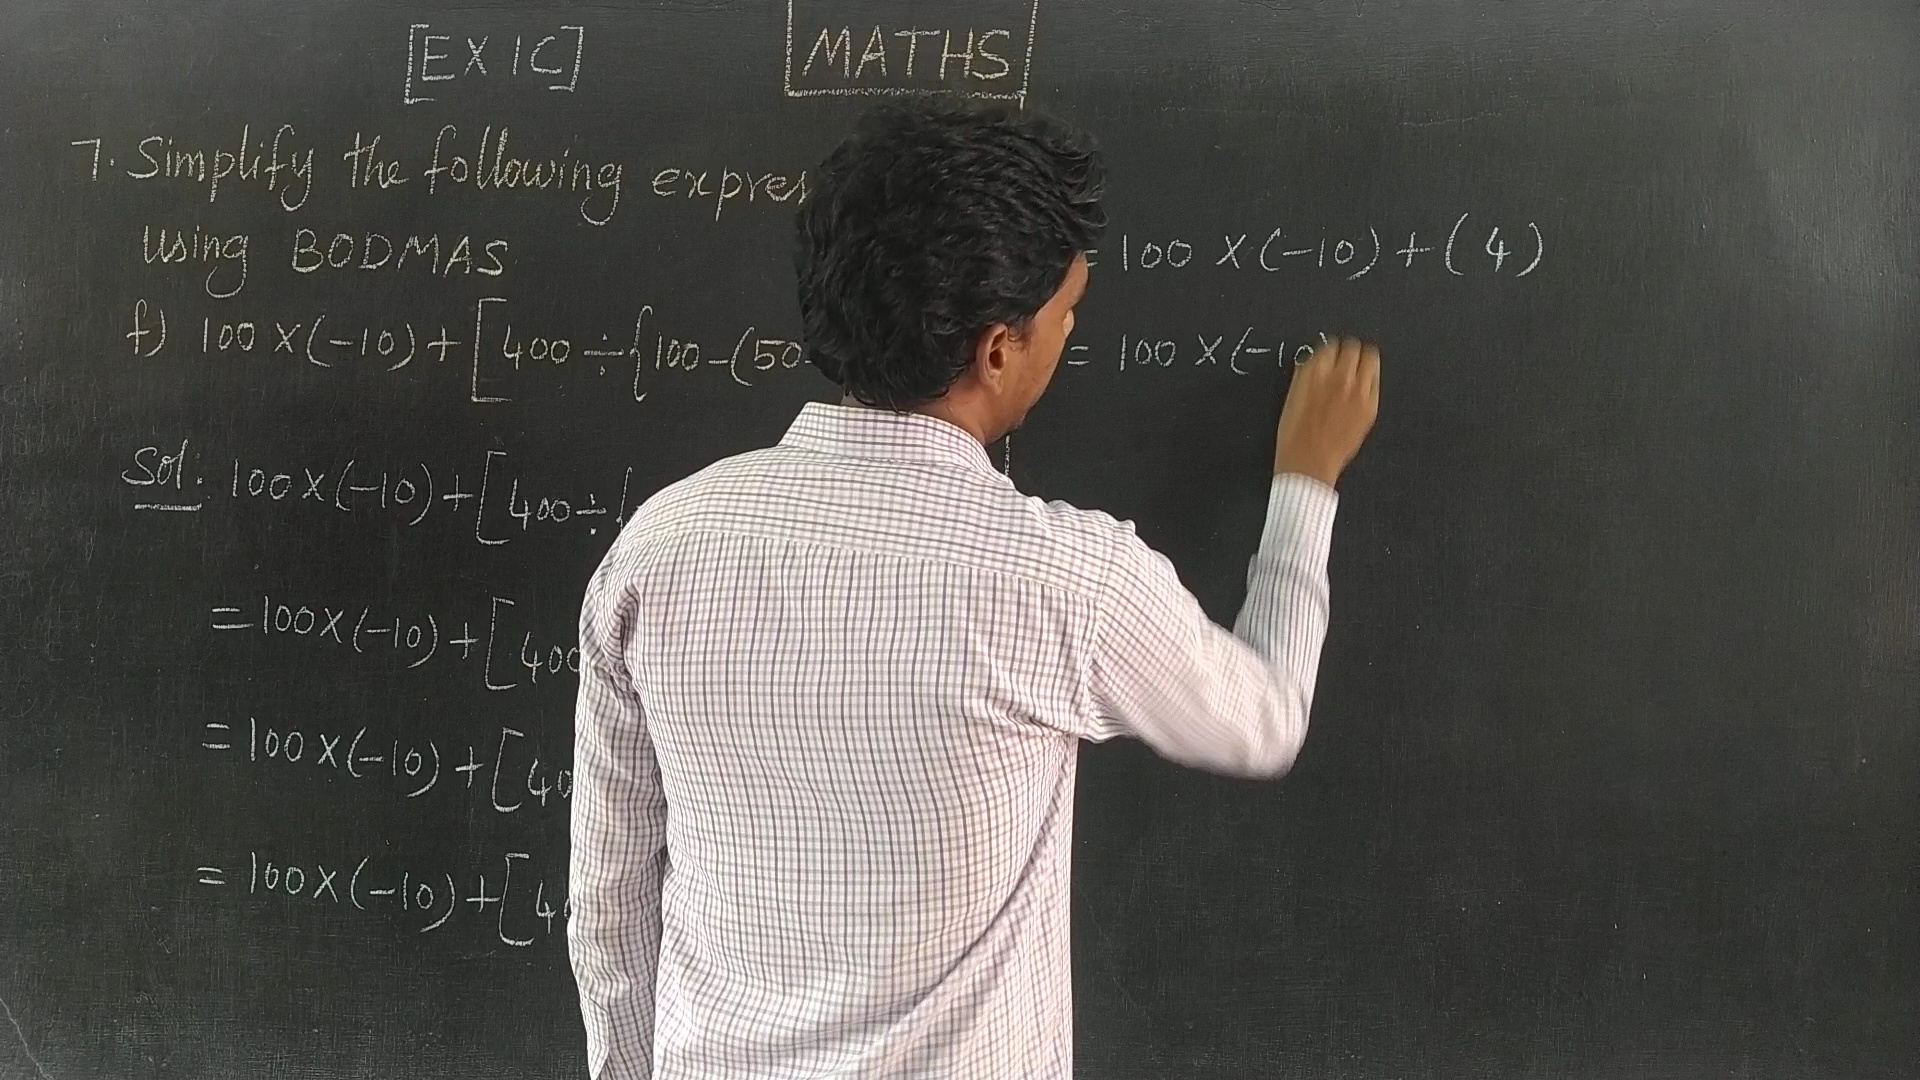 [EX 1C]
MATHS
7. Simplify the following
using BODMAS
f) 100 X (-10) + [400 ÷ {100 - (50 -
Sol: 100 X (-10) + [400 ÷ {
= 100 X (-10) + [400
= 100 X (-10) + [40
= 100 X (-10) + [4
= 100 X (-10) + (4)
= 100 X (-10)